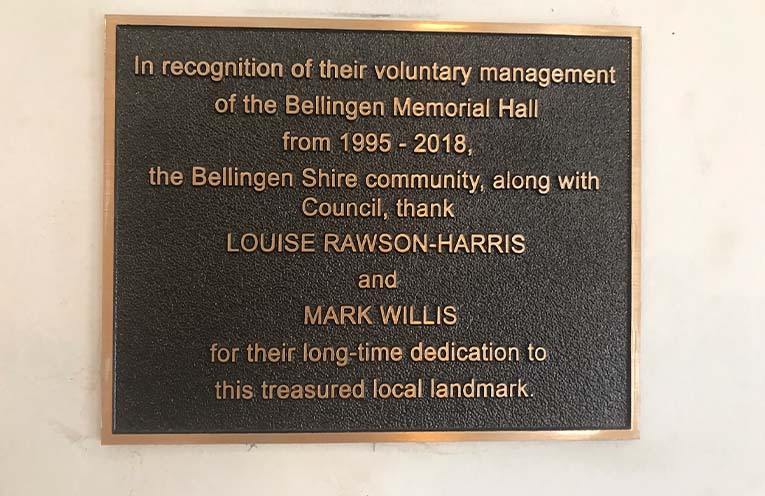 In recognition of their voluntary management
of the Bellingen Memorial Hall
from 1995 - 2018,
the Bellingen Shire community, along with
Council, thank
LOUISE RAWSON-HARRIS
and
MARK WILLIS
for their long-time dedication to
this treasured local landmark.